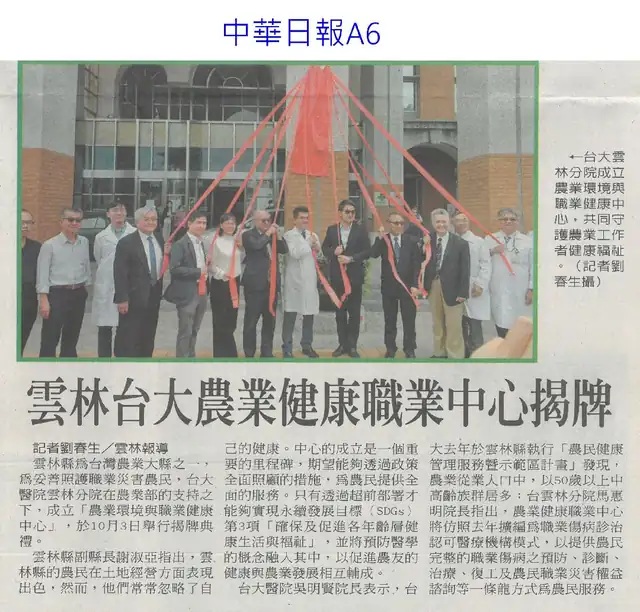 中華日報A6
←台大雲
林分院成立
農業環境與
職業健康中
心，共同守
護農業工作
者健康福祉
。（記者劉
春生攝）
雲林台大農業健康職業中心揭牌
記者劉春生／雲林報導
雲林縣為台灣農業大縣之一，
為妥善照護職業災害農民，台大
醫院雲林分院在農業部的支持之
下，成立「農業環境與職業健康
中心」，於10月3日舉行揭牌典
禮。
雲林縣副縣長謝淑亞指出，雲
林縣的農民在土地經營方面表現
出色，然而，他們常常忽略了自
己的健康。中心的成立是一個重
要的里程碑，期望能夠透過政策
全面照顧的措施，為農民提供全
面的服務。只有透過超前部署才
能夠實現永續發展目標（SDGs）
第3項「確保及促進各年齡層健
康生活與福祉」，並將預防醫學
的概念融入其中，以促進農友的
健康與農業發展相互輔成。
台大醫院吳明賢院長表示，台
大去年於雲林縣執行「農民健康
管理服務暨示範區計畫」發現，
農業從業人口中，以50歲以上中
高齡族群居多；台雲分院馬惠
明院長指出，農業健康職業中心
將仿照去年擴編為職業傷病診治
認可醫療機構模式，以提供農民
完整的職業傷病之預防、診斷、
治療、復工及農民職業災害權益
諮詢等一條龍方式為農民服務。